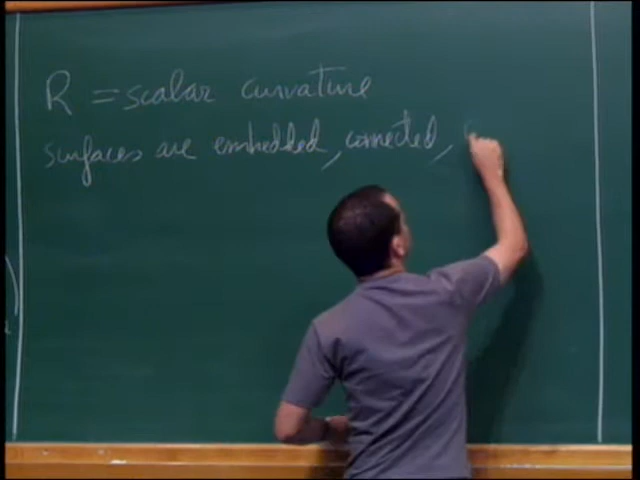 R = scalar curvature
surfaces are embedded, connected,